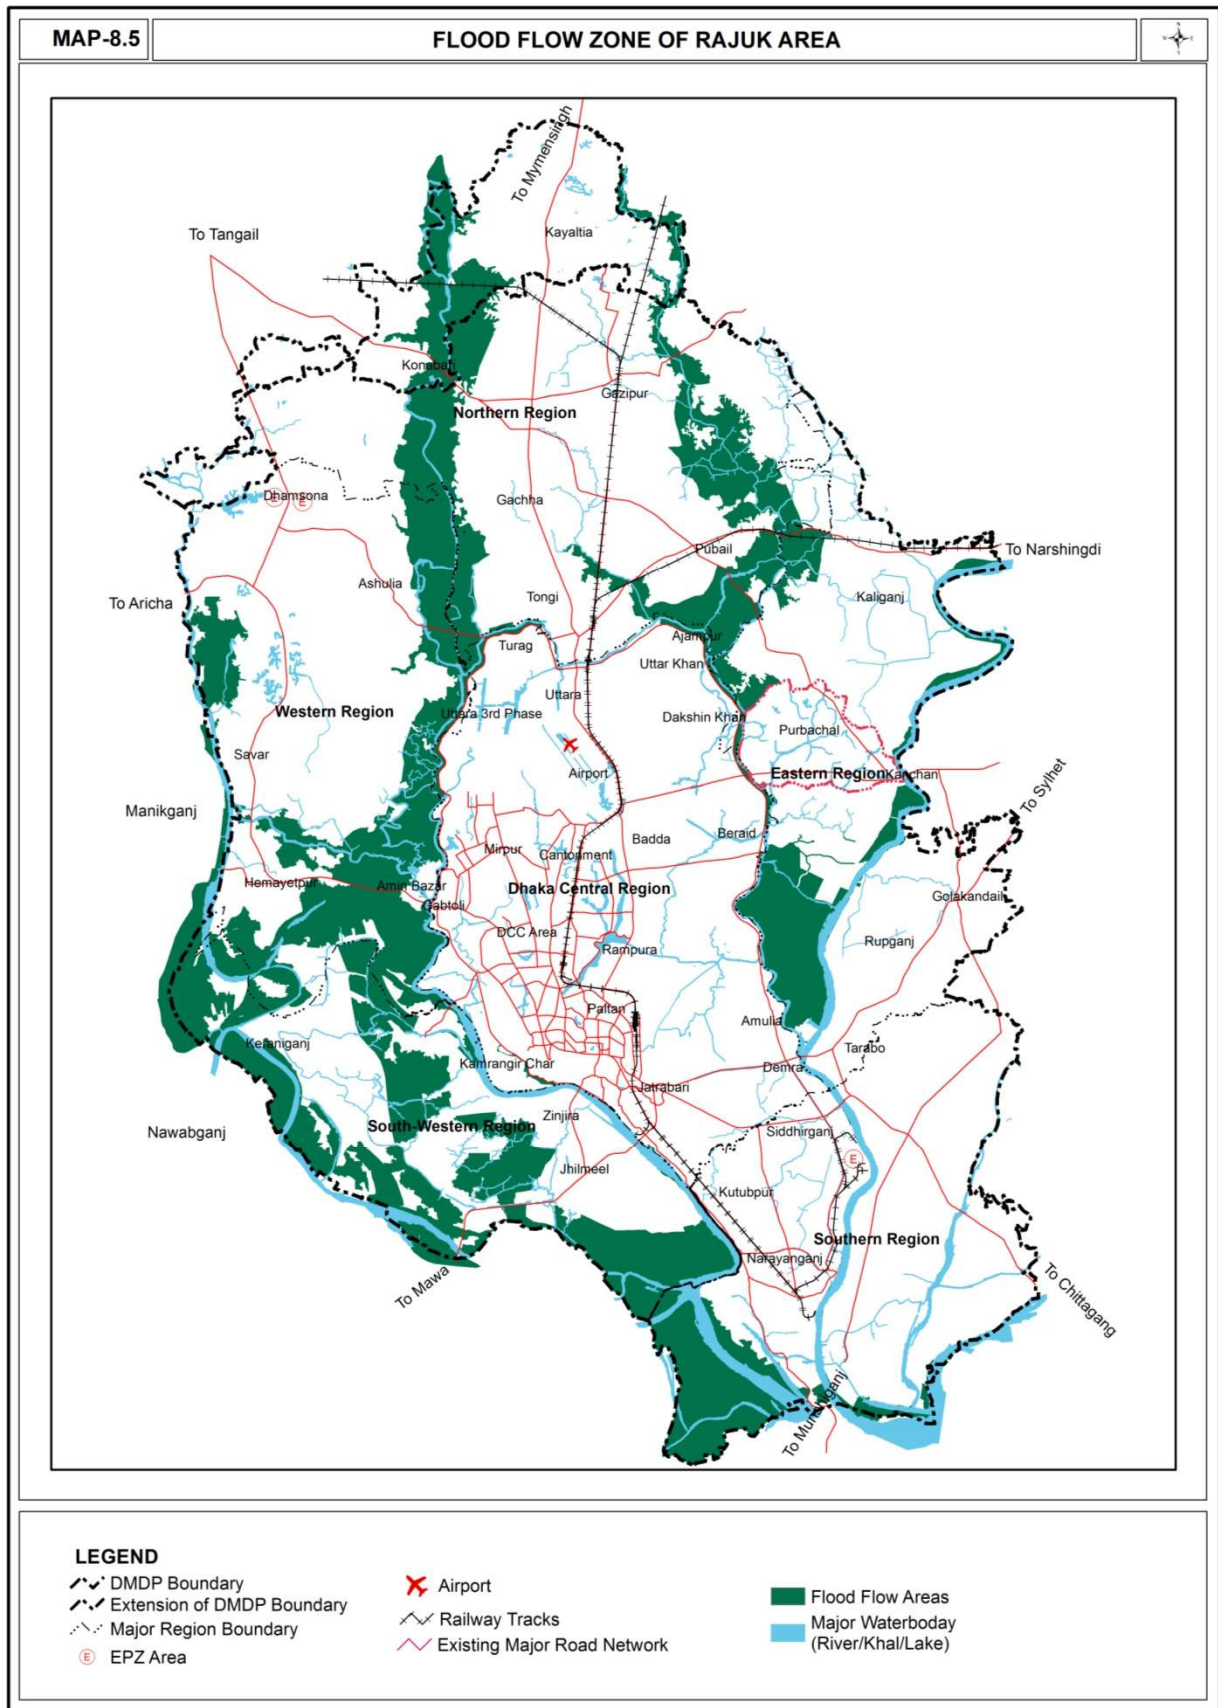 MAP-8.5
FLOOD FLOW ZONE OF RAJUK AREA
To Mymensingh
To Tangail
Kayaltia
Konabari
Gazipur
Northern Region
Dhamsona
E
E
Gachha
Pubail
To Narshingdi
Ashulia
Tongi
Kaliganj
To Aricha
Turag
Ajampur
Uttar Khan
Uttara
Western Region
Uttara 3rd Phase
Dakshin Khan
Purbachal
Savar
Airport
Eastern Region
Kanchan
To Sylhet
Manikganj
Mirpur
Cantonment
Badda
Beraid
Hemayetpur
Amin Bazar
Dhaka Central Region
Gabtoli
Golakandail
DCC Area
Rampura
Rupganj
Paltan
Amulia
Keraniganj
Kamrangir Char
Tarabo
Demra
Jatrabari
Zinjira
Nawabganj
South-Western Region
Siddhirganj
E
Jhilmeel
Kutubpur
Southern Region
Narayanganj
To Mawa
To Chittagang
To Munshiganj
LEGEND
DMDP Boundary
Extension of DMDP Boundary
Major Region Boundary
E EPZ Area
Airport
Railway Tracks
Existing Major Road Network
Flood Flow Areas
Major Waterboday
(River/Khal/Lake)